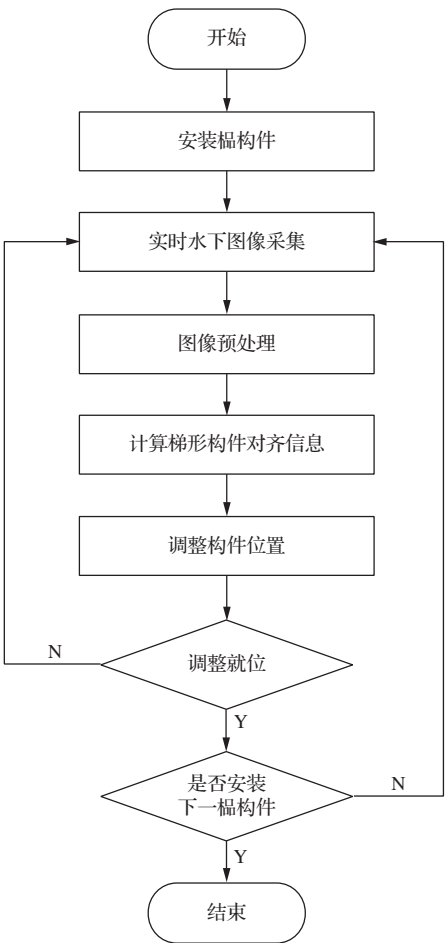 开始
安装榀构件
实时水下图像采集
图像预处理
计算梯形构件对齐信息
调整构件位置
N
调整就位
Y
是否安装
下一榀构件
N
Y
结束